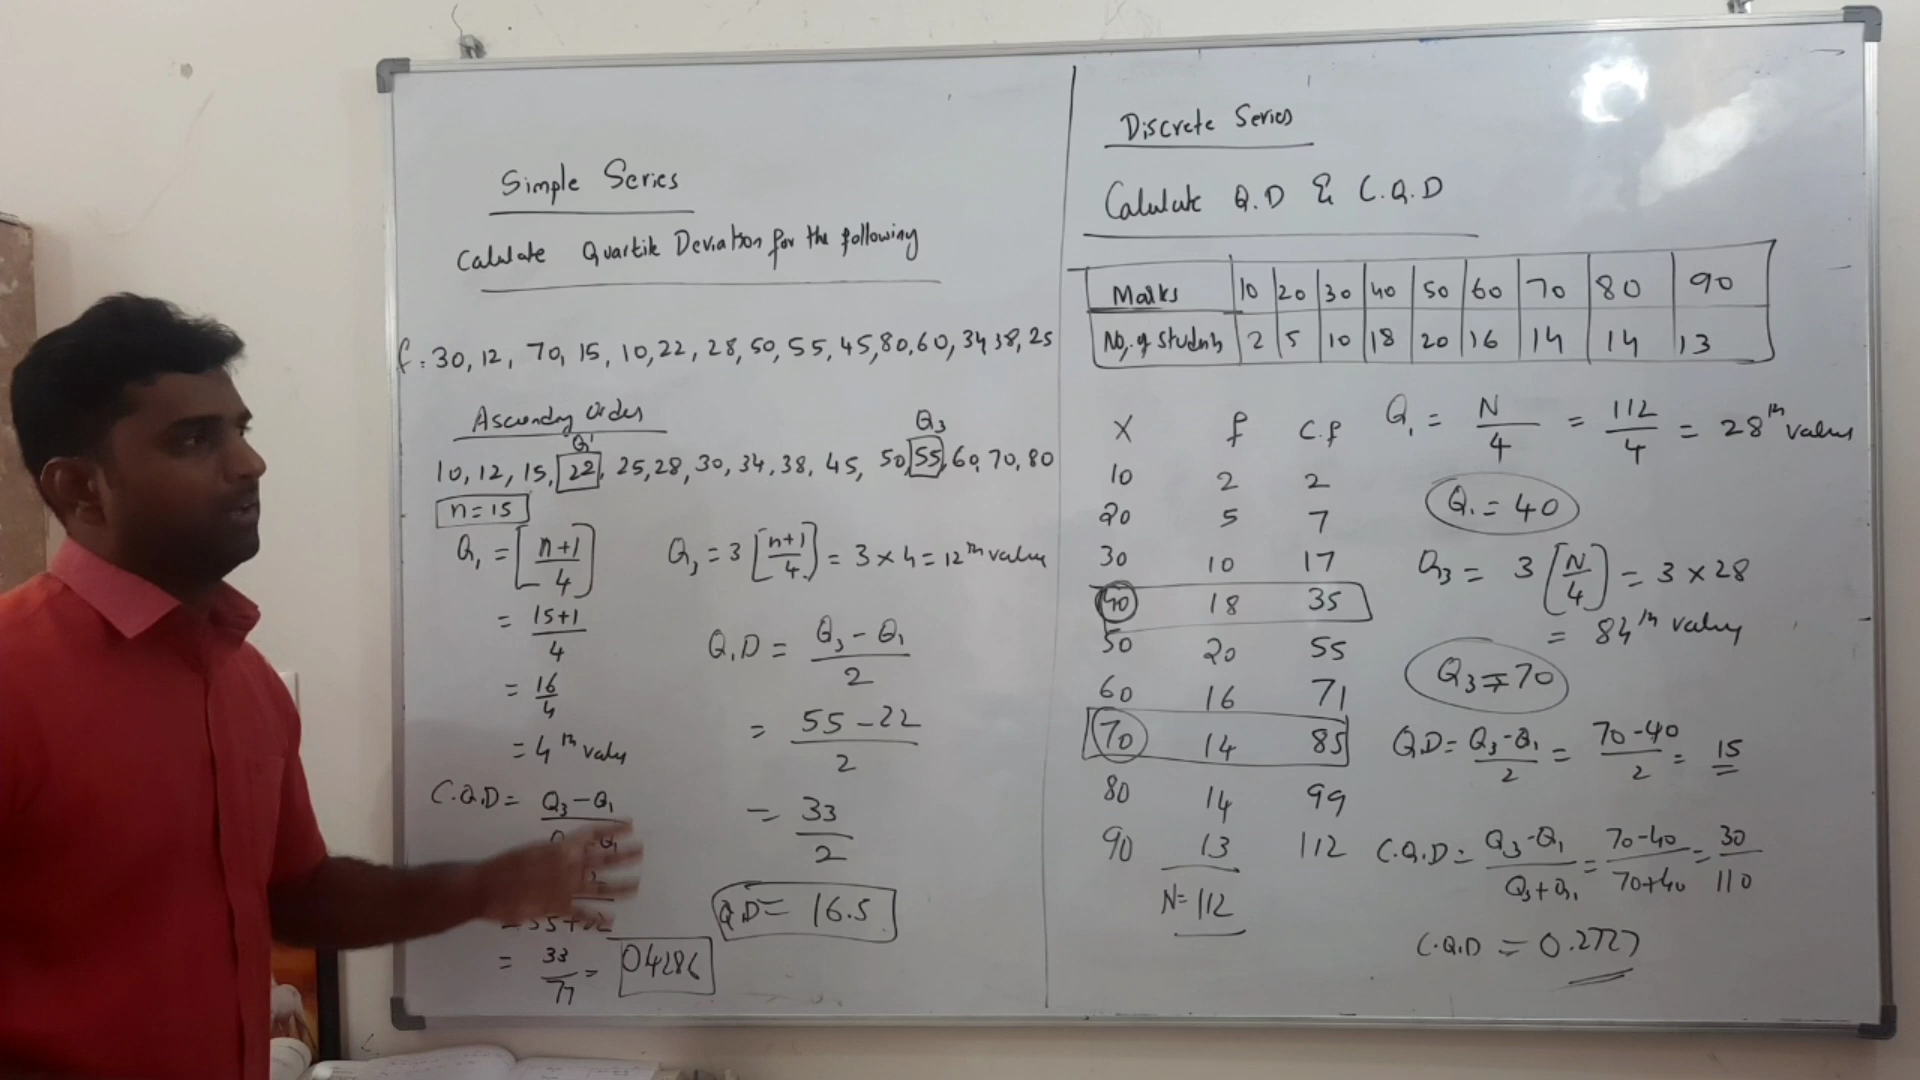 Simple Series
Calculate Quartile Deviation for the following
f: 30, 12, 70, 15, 10, 22, 28, 50, 55, 45, 80, 60, 34, 38, 25
Ascending Order
Q1
Q3
10, 12, 15, 22, 25, 28, 30, 34, 38, 45, 50, 55, 60, 70, 80
n = 15
Q1 = [n+1/4]
= 15+1/4
= 16/4
= 4th value
C.Q.D = Q3-Q1
= 33/77 = 0.4286
Q3 = 3[n+1/4] = 3 × 4 = 12th value
Q.D = Q3 - Q1 / 2
= 55 - 22 / 2
= 33/2
Q.D = 16.5
Discrete Series
Calulate Q.D & C.Q.D
Marks 10 20 30 40 50 60 70 80 90
No. of Students 2 5 10 18 20 16 14 14 13
X f C.f
10 2 2
20 5 7
30 10 17
40 18 35
50 20 55
60 16 71
70 14 85
80 14 99
90 13 112
N = 112
Q1 = N/4 = 112/4 = 28th value
Q1 = 40
Q3 = 3[N/4] = 3 × 28
= 84th value
Q3 = 70
Q.D = Q3-Q1/2 = 70-40/2 = 15
C.Q.D = Q3-Q1/Q3+Q1 = 70-40/70+40 = 30/110
C.Q.D = 0.2727